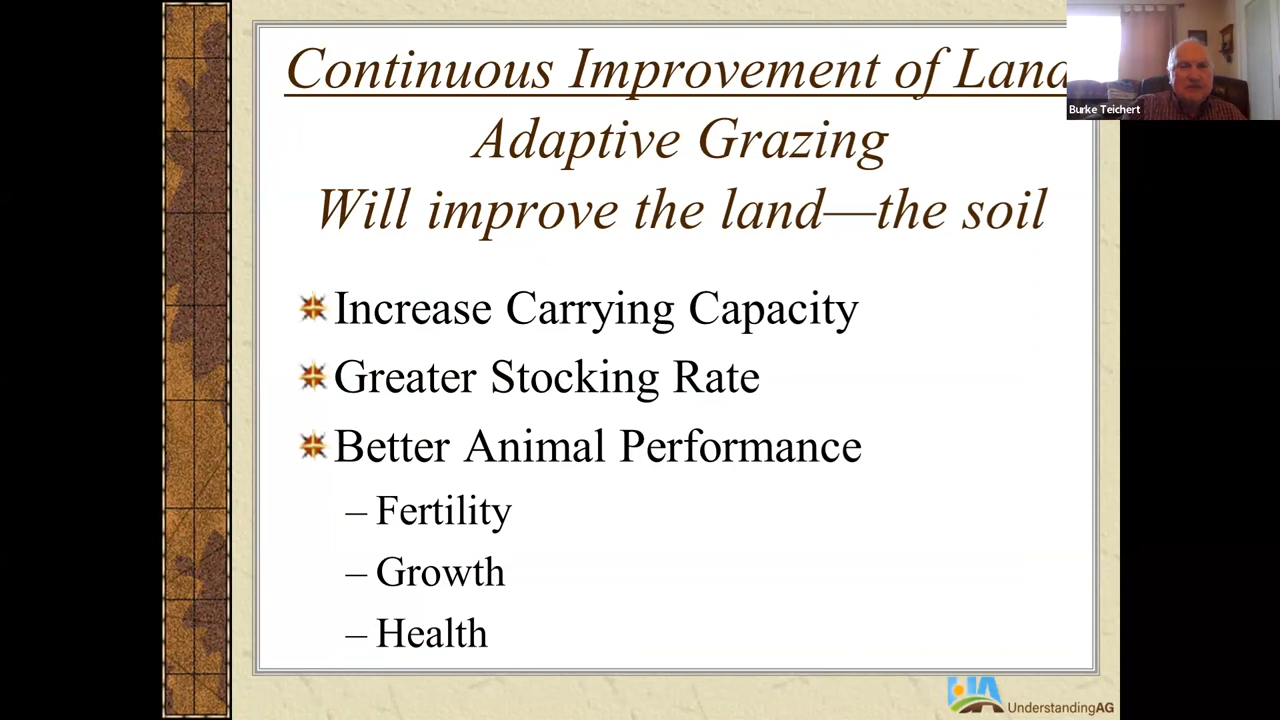 Continuous Improvement of Land
Adaptive Grazing
Will improve the land—the soil
Increase Carrying Capacity
Greater Stocking Rate
Better Animal Performance
– Fertility
– Growth
– Health
Burke Teichert
UA
UnderstandingAG